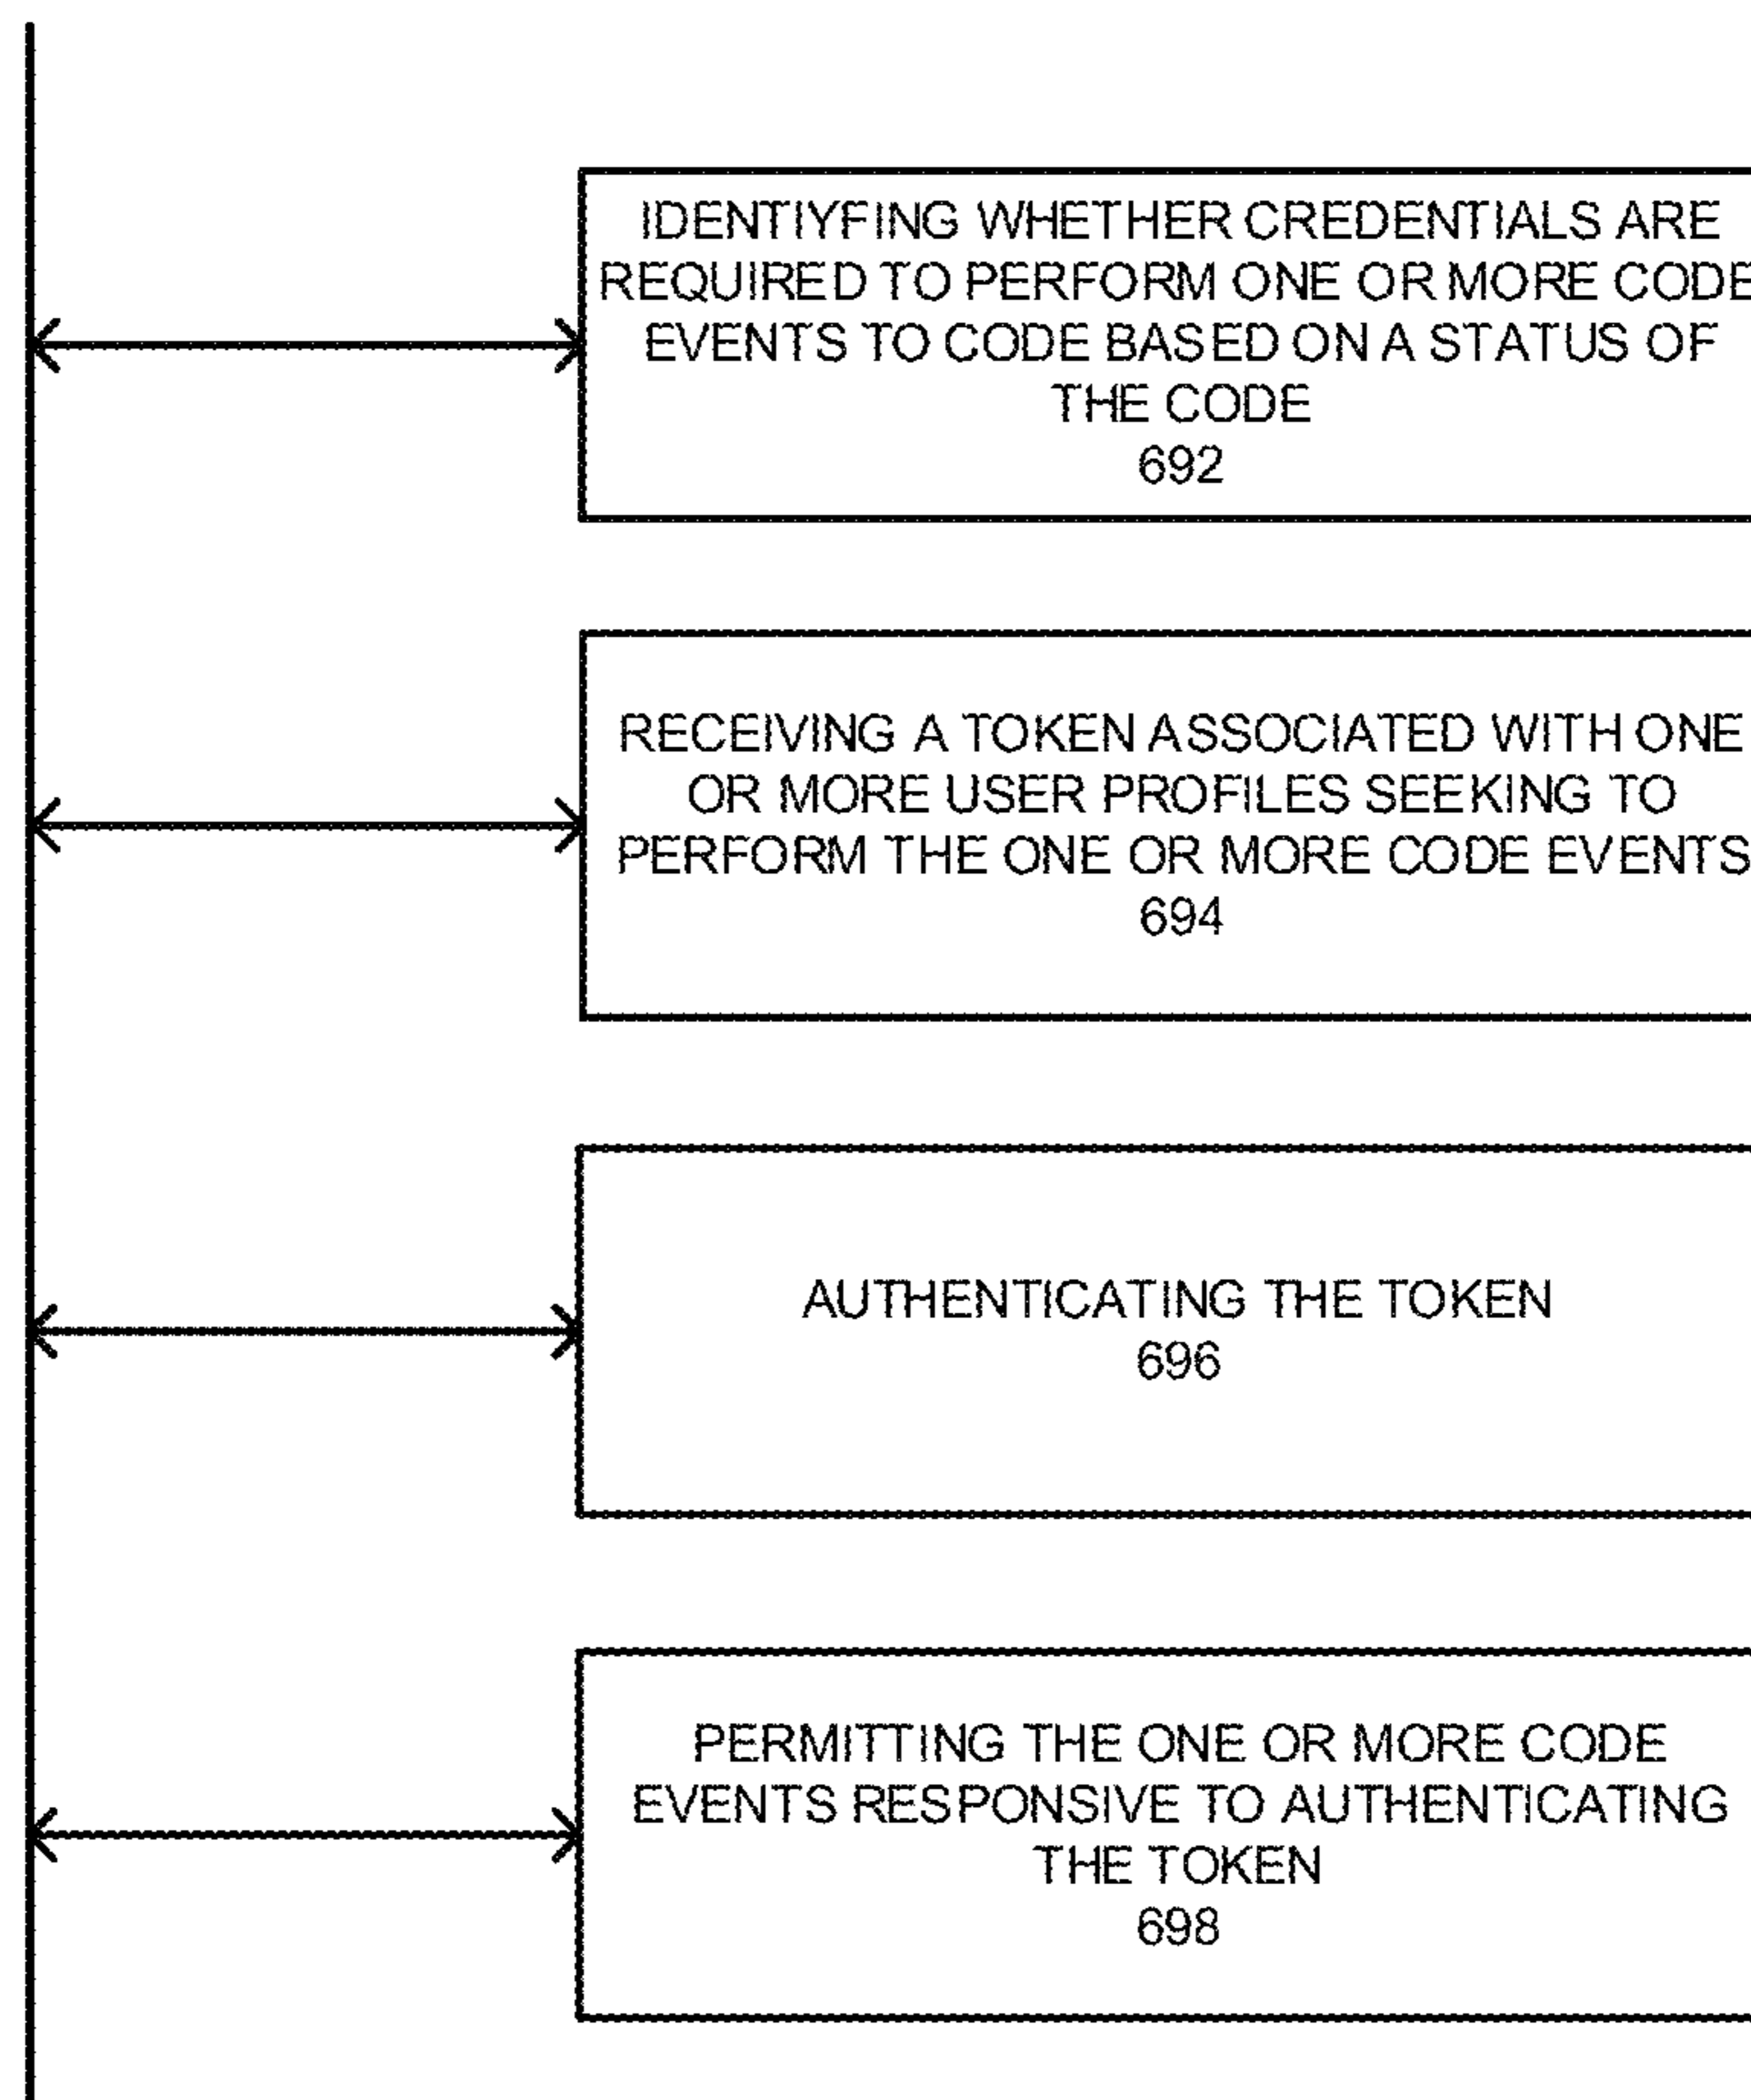 IDENTIYFING WHETHER CREDENTIALS ARE
REQUIRED TO PERFORM ONE OR MORE CODE
EVENTS TO CODE BASED ON A STATUS OF
THE CODE
692
RECEIVING A TOKEN ASSOCIATED WITH ONE
OR MORE USER PROFILES SEEKING TO
PERFORM THE ONE OR MORE CODE EVENTS
694
AUTHENTICATING THE TOKEN
696
PERMITTING THE ONE OR MORE CODE
EVENTS RESPONSIVE TO AUTHENTICATING
THE TOKEN
698